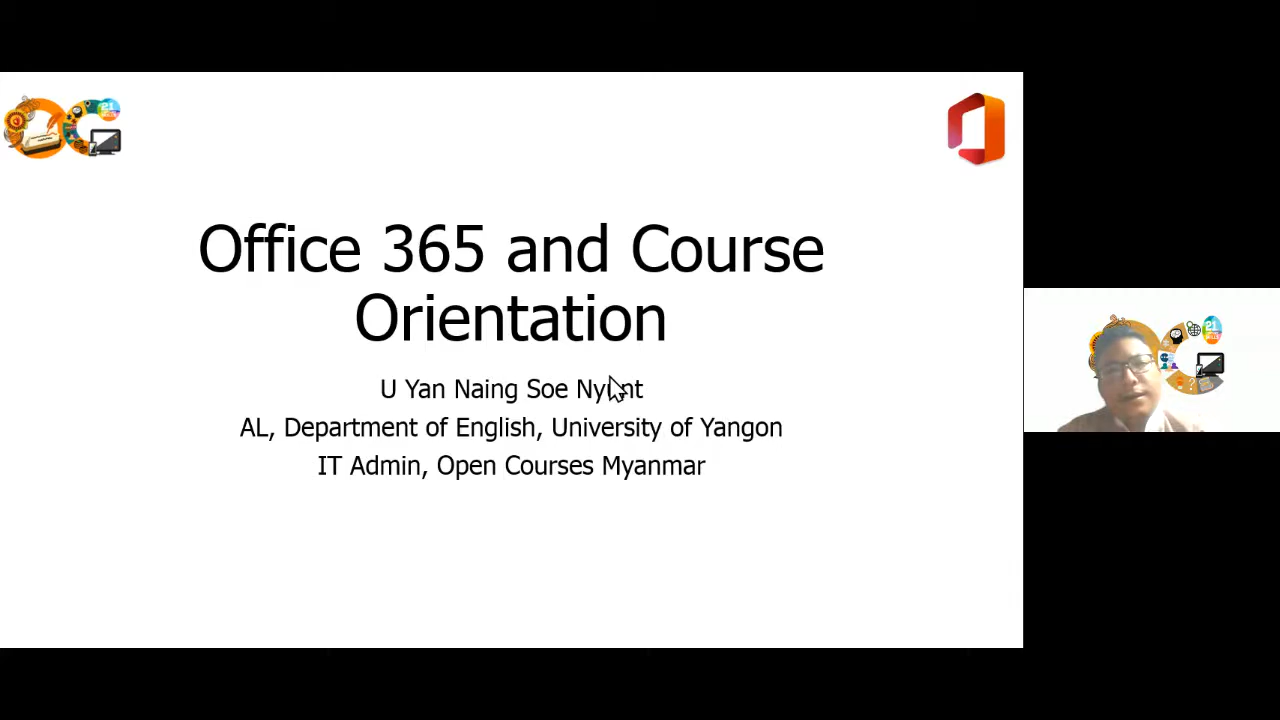 Office 365 and Course
Orientation
U Yan Naing Soe Nyunt
AL, Department of English, University of Yangon
IT Admin, Open Courses Myanmar